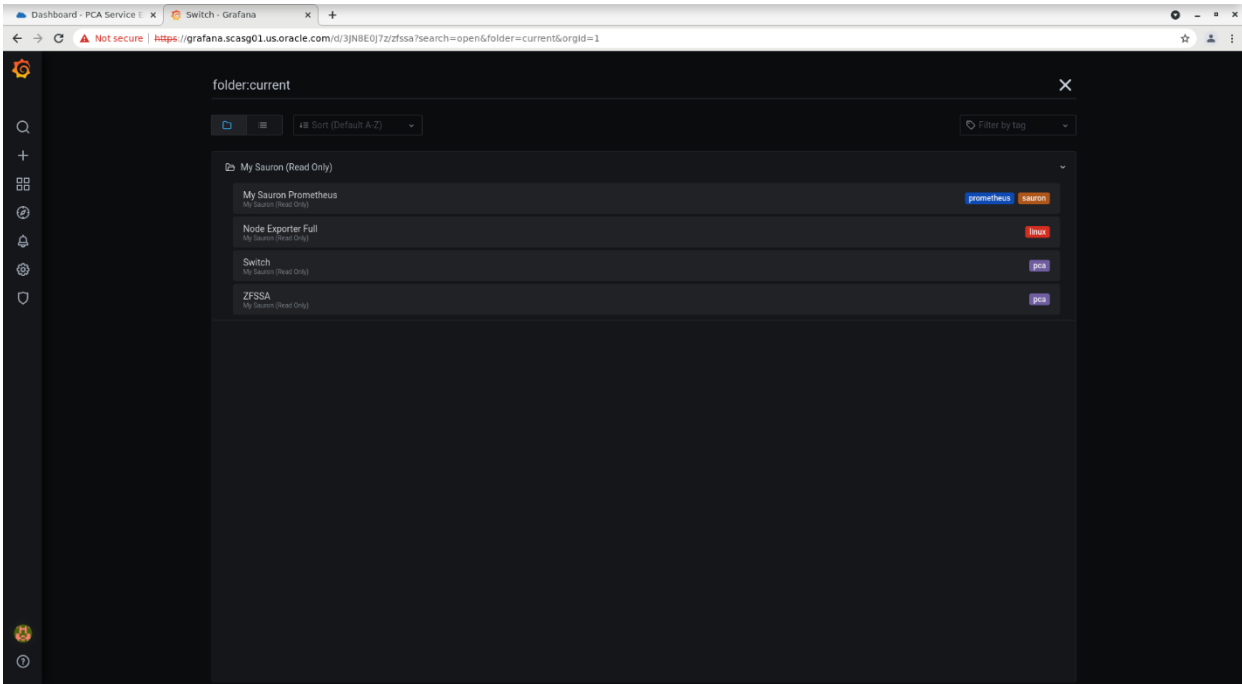 Dashboard - PCA Service E
Switch - Grafana
Not secure | https://grafana.scasg01.us.oracle.com/d/3JN8E0J7z/zfssa?search=open&folder=current&orgId=1
folder:current
Sort (Default A-Z)
Filter by tag
My Sauron (Read Only)
My Sauron Prometheus
My Sauron (Read Only)
prometheus sauron
Node Exporter Full
My Sauron (Read Only)
linux
Switch
My Sauron (Read Only)
pca
ZFSSA
My Sauron (Read Only)
pca